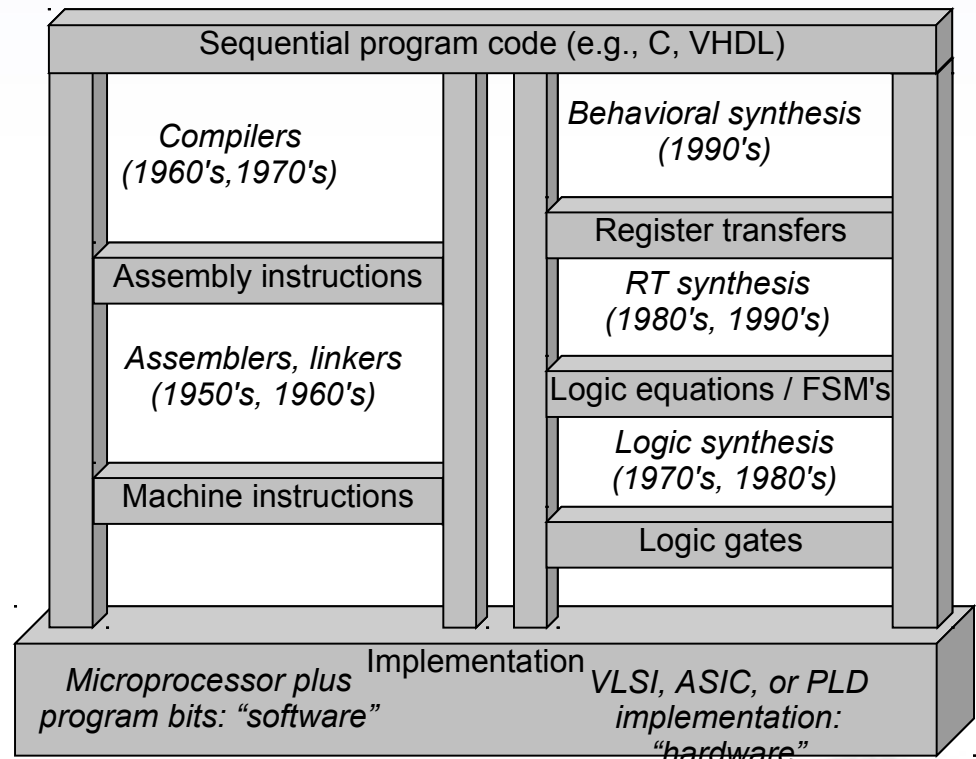 Sequential program code (e.g., C, VHDL)
Compilers
(1960's,1970's)
Assembly instructions
Assemblers, linkers
(1950's, 1960's)
Machine instructions
Behavioral synthesis
(1990's)
Register transfers
RT synthesis
(1980's, 1990's)
Logic equations / FSM's
Logic synthesis
(1970's, 1980's)
Logic gates
Implementation
Microprocessor plus
program bits: “software”
VLSI, ASIC, or PLD
implementation:
“hardware”